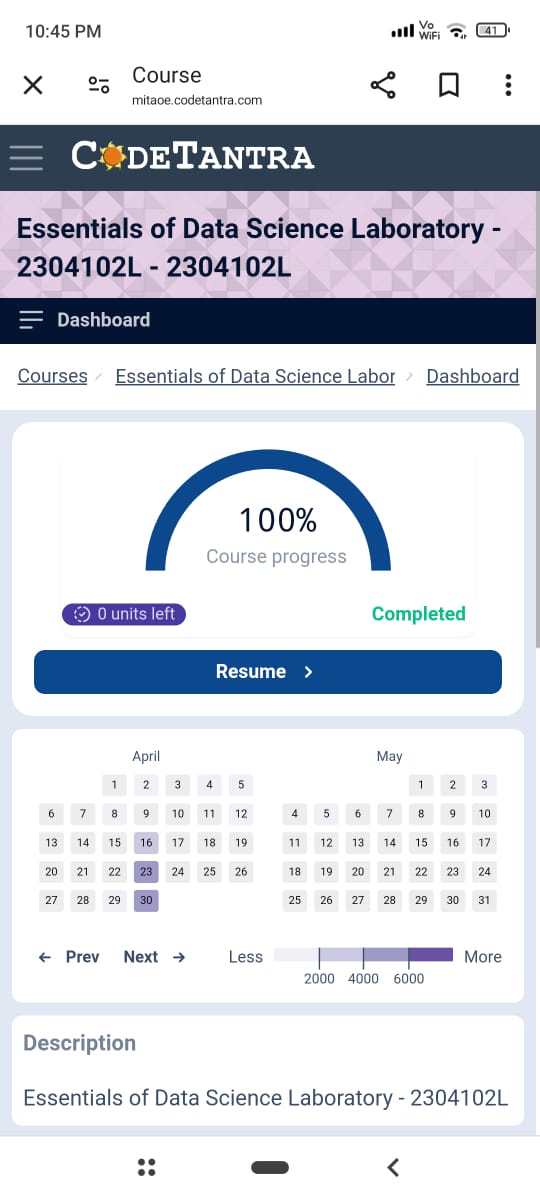 10:45 PM
Vo
WiFi
41
Course
mitaoe.codetantra.com
CODETANTRA
Essentials of Data Science Laboratory -
2304102L - 2304102L
Dashboard
Courses
Essentials of Data Science Labor
Dashboard
100%
Course progress
0 units left
Completed
Resume
April
1 2 3 4 5
6 7 8 9 10 11 12
13 14 15 16 17 18 19
20 21 22 23 24 25 26
27 28 29 30
May
1 2 3
4 5 6 7 8 9 10
11 12 13 14 15 16 17
18 19 20 21 22 23 24
25 26 27 28 29 30 31
Prev Next
Less
More
2000 4000 6000
Description
Essentials of Data Science Laboratory - 2304102L